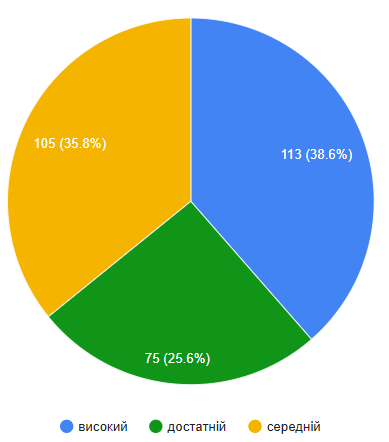 105 (35.8%)
113 (38.6%)
75 (25.6%)
високий достатній середній